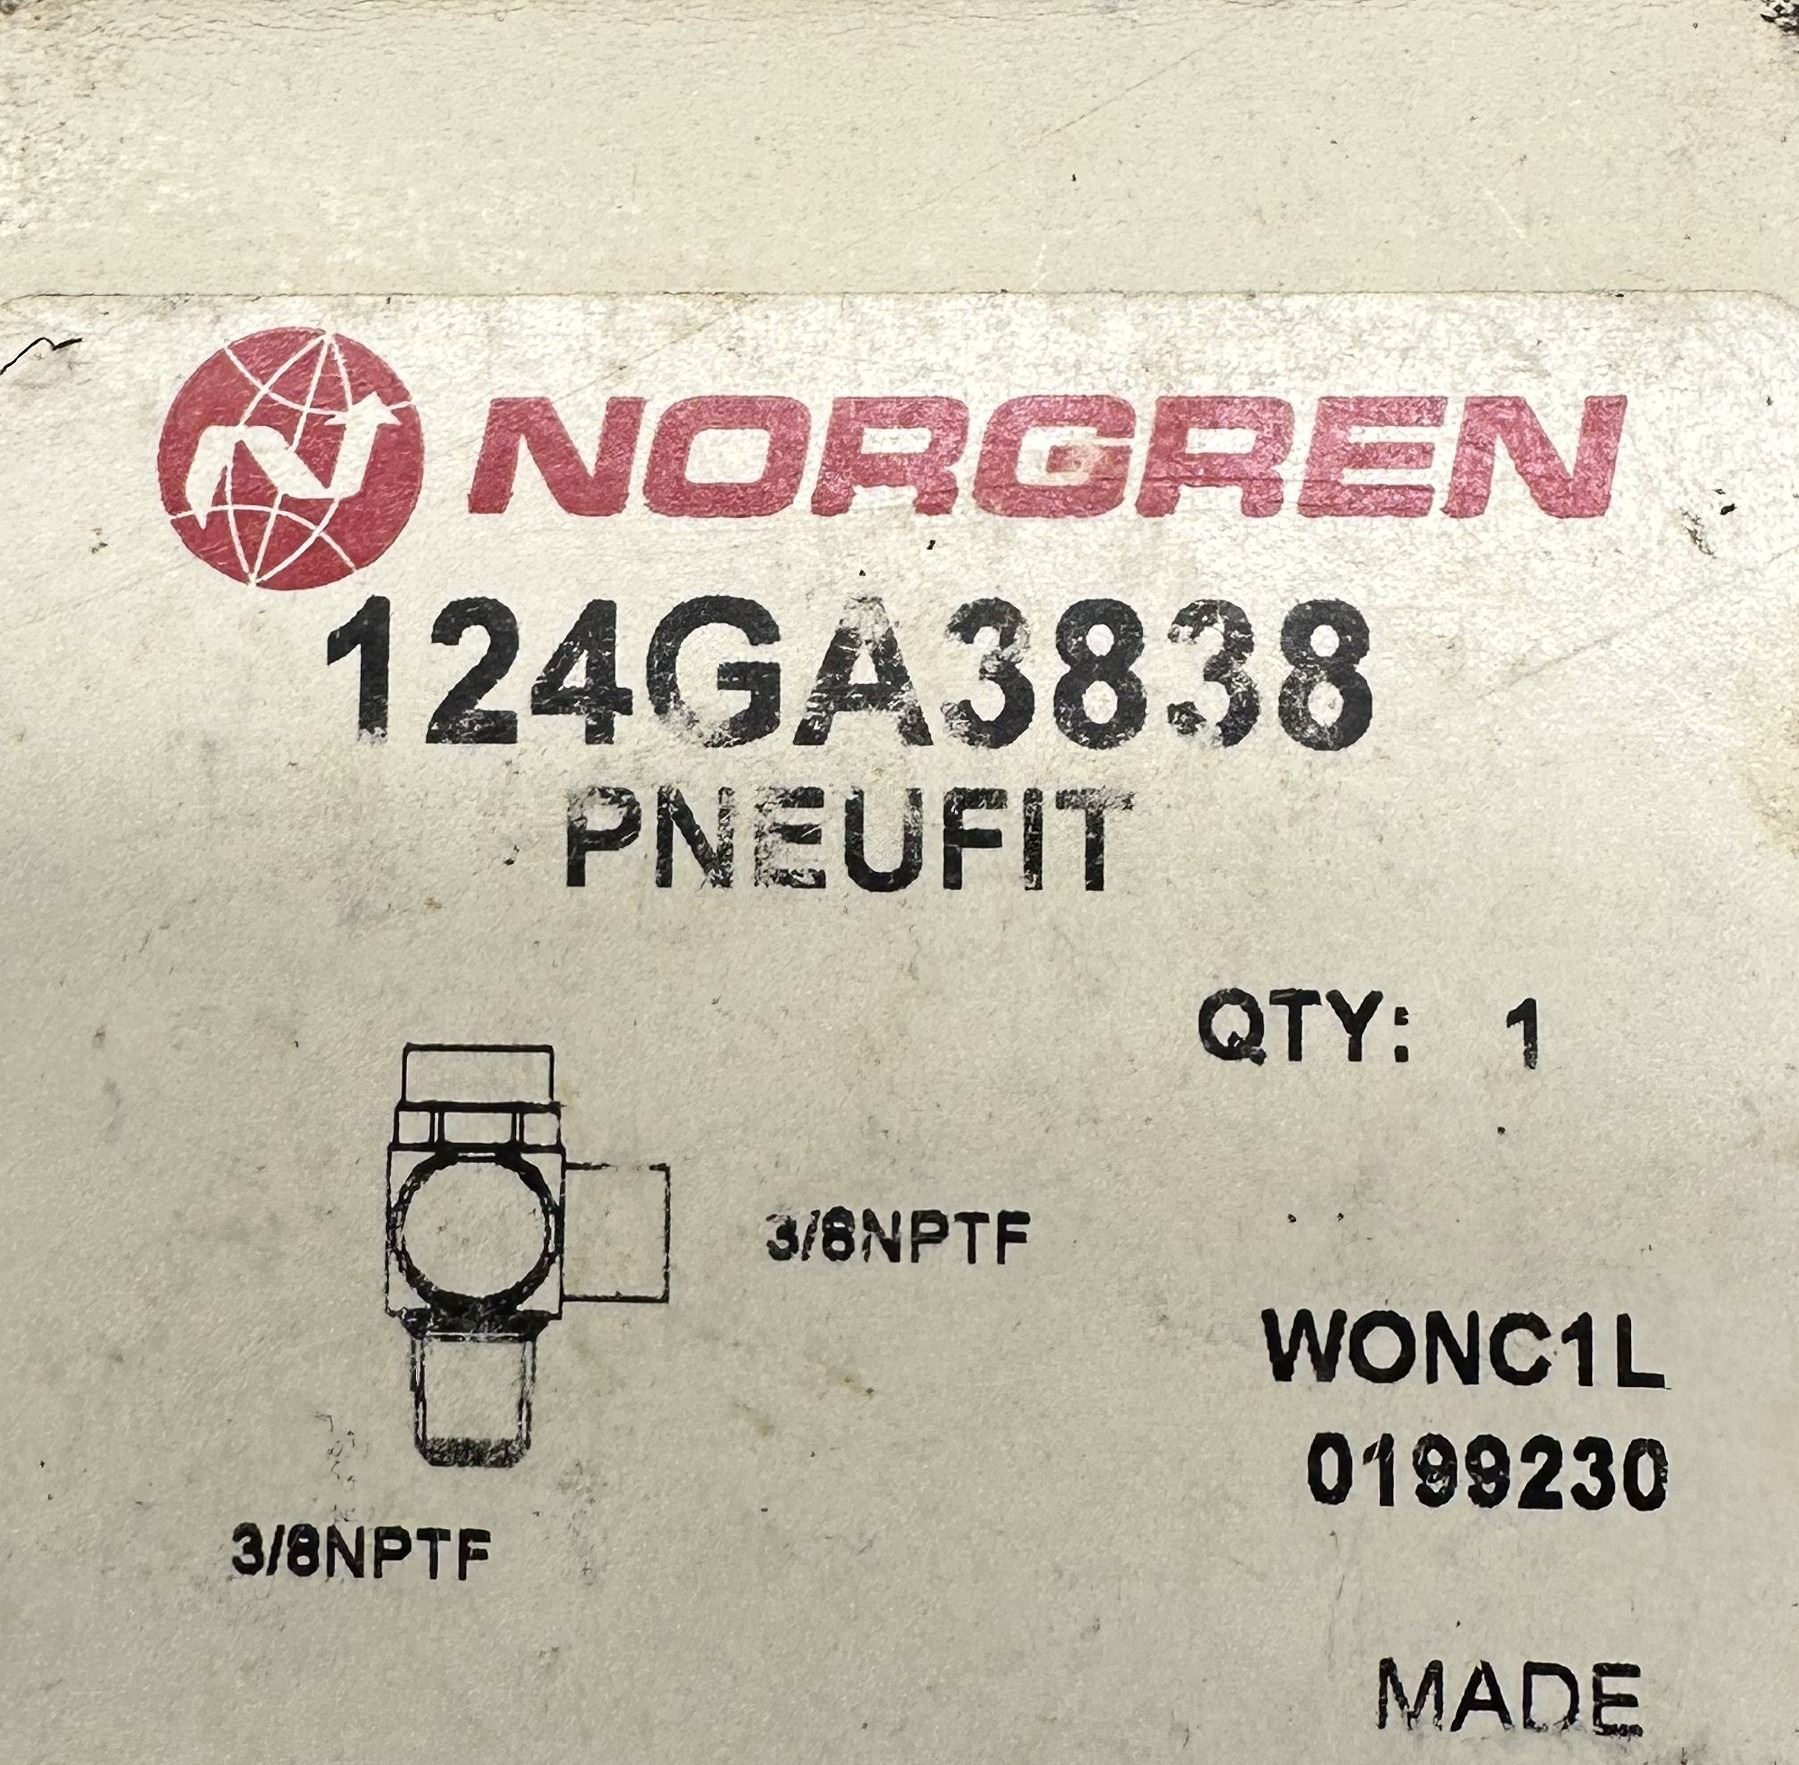 NORGREN
124GA3838
PNEUFIT
QTY: 1
3/8NPTF
WONC1L
0199230
3/8NPTF
MADE